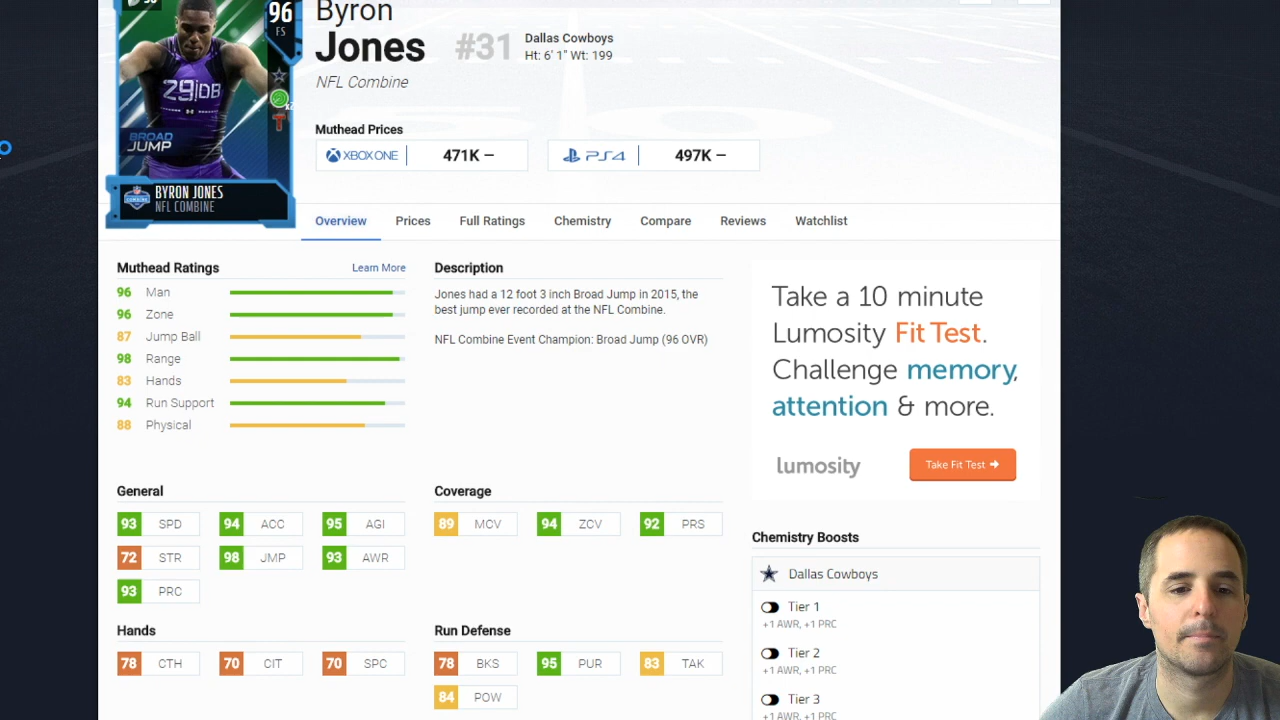 96
FS
29|DB
BROAD
JUMP
BYRON JONES
NFL COMBINE
Byron
Jones
#31
Dallas Cowboys
Ht: 6' 1" Wt: 199
NFL Combine
Muthead Prices
XBOX ONE 471K —
PS4 497K —
Overview Prices Full Ratings Chemistry Compare Reviews Watchlist
Muthead Ratings Learn More
96 Man
96 Zone
87 Jump Ball
98 Range
83 Hands
94 Run Support
88 Physical
Description
Jones had a 12 foot 3 inch Broad Jump in 2015, the
best jump ever recorded at the NFL Combine.
NFL Combine Event Champion: Broad Jump (96 OVR)
Take a 10 minute
Lumosity Fit Test.
Challenge memory,
attention & more.
lumosity Take Fit Test
General
93 SPD 94 ACC 95 AGI
72 STR 98 JMP 93 AWR
93 PRC
Coverage
89 MCV 94 ZCV 92 PRS
Hands
78 CTH 70 CIT 70 SPC
Run Defense
78 BKS 95 PUR 83 TAK
84 POW
Chemistry Boosts
Dallas Cowboys
Tier 1
+1 AWR, +1 PRC
Tier 2
+1 AWR, +1 PRC
Tier 3
+1 AWR, +1 PRC